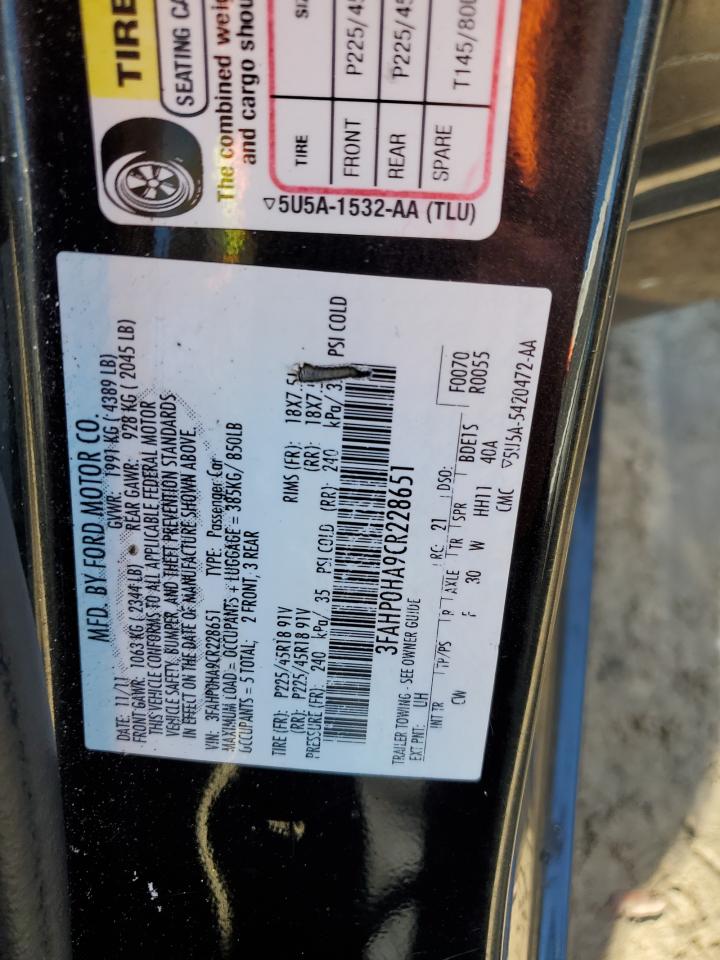 TIRE
SEATING CA
The combined weig
and cargo shou
TIRE SIZ
FRONT P225/45
REAR P225/45
SPARE T145/80
5U5A-1532-AA (TLU)
MFD. BY FORD MOTOR CO.
DATE: 11/11 GVWR: 1991 KG ( 4389 LB)
FRONT GAWR: 1063 KG ( 2344 LB) REAR GAWR: 928 KG ( 2045 LB)
THIS VEHICLE CONFORMS TO ALL APPLICABLE FEDERAL MOTOR
VEHICLE SAFETY, BUMPER, AND THEFT PREVENTION STANDARDS
IN EFFECT ON THE DATE OF MANUFACTURE SHOWN ABOVE.
VIN: 3FAHP0HA9CR228651 TYPE: Passenger Car
MAXIMUM LOAD = OCCUPANTS + LUGGAGE = 385KG/ 850LB
OCCUPANTS = 5 TOTAL; 2 FRONT, 3 REAR
TIRE (FR): P225/45R18 91V RIMS (FR): 18X7.5
(RR): P225/45R18 91V (RR): 18X7.
PRESSURE (FR): 240 kPa/ 35 PSI COLD (RR): 240 kPa/ 3 PSI COLD
3FAHP0HA9CR228651
TRAILER TOWING - SEE OWNER GUIDE
EXT PNT: UH RC: 21 DSO: F0070
INT TR TP/PS R AXLE TR SPR BDETS R0055
CW F 30 W HH11 40A
CMC 5U5A-5420472-AA